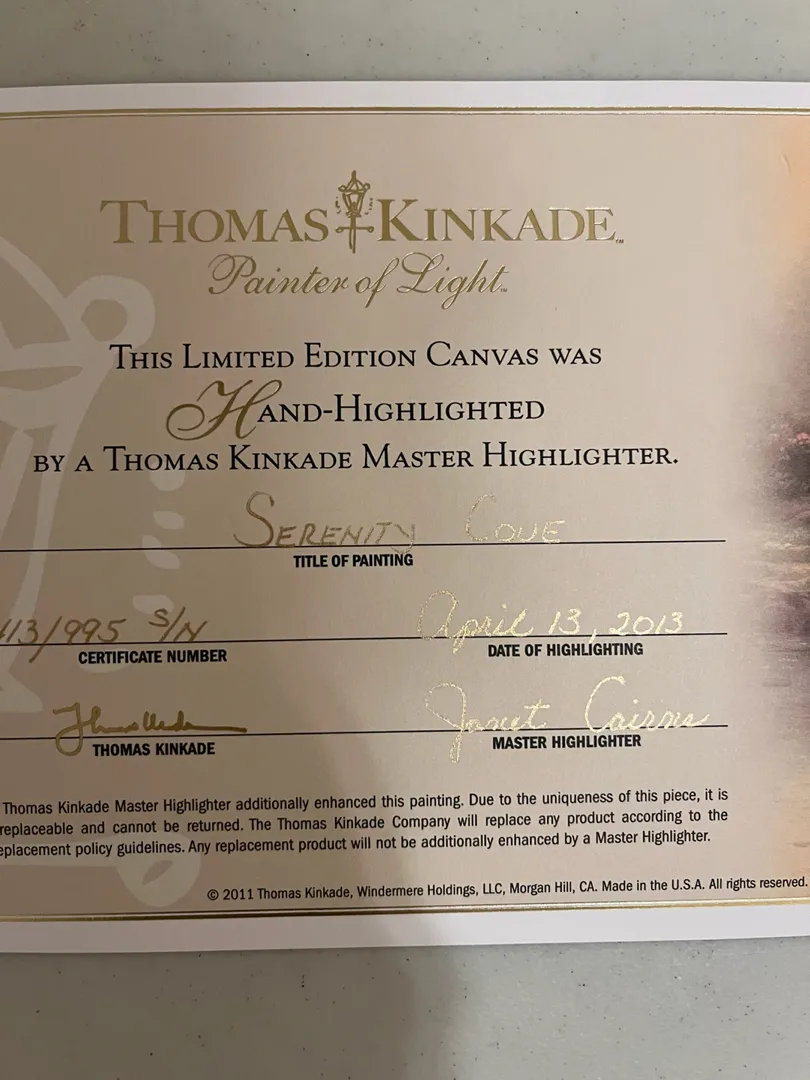 THOMAS KINKADE™
Painter of Light™
THIS LIMITED EDITION CANVAS WAS
HAND-HIGHLIGHTED
BY A THOMAS KINKADE MASTER HIGHLIGHTER.
SERENITY COVE
TITLE OF PAINTING
113/995 S/N April 13, 2013
CERTIFICATE NUMBER DATE OF HIGHLIGHTING
Janet Cairns
THOMAS KINKADE MASTER HIGHLIGHTER
Thomas Kinkade Master Highlighter additionally enhanced this painting. Due to the uniqueness of this piece, it is
replaceable and cannot be returned. The Thomas Kinkade Company will replace any product according to the
eplacement policy guidelines. Any replacement product will not be additionally enhanced by a Master Highlighter.
© 2011 Thomas Kinkade, Windermere Holdings, LLC, Morgan Hill, CA. Made in the U.S.A. All rights reserved.